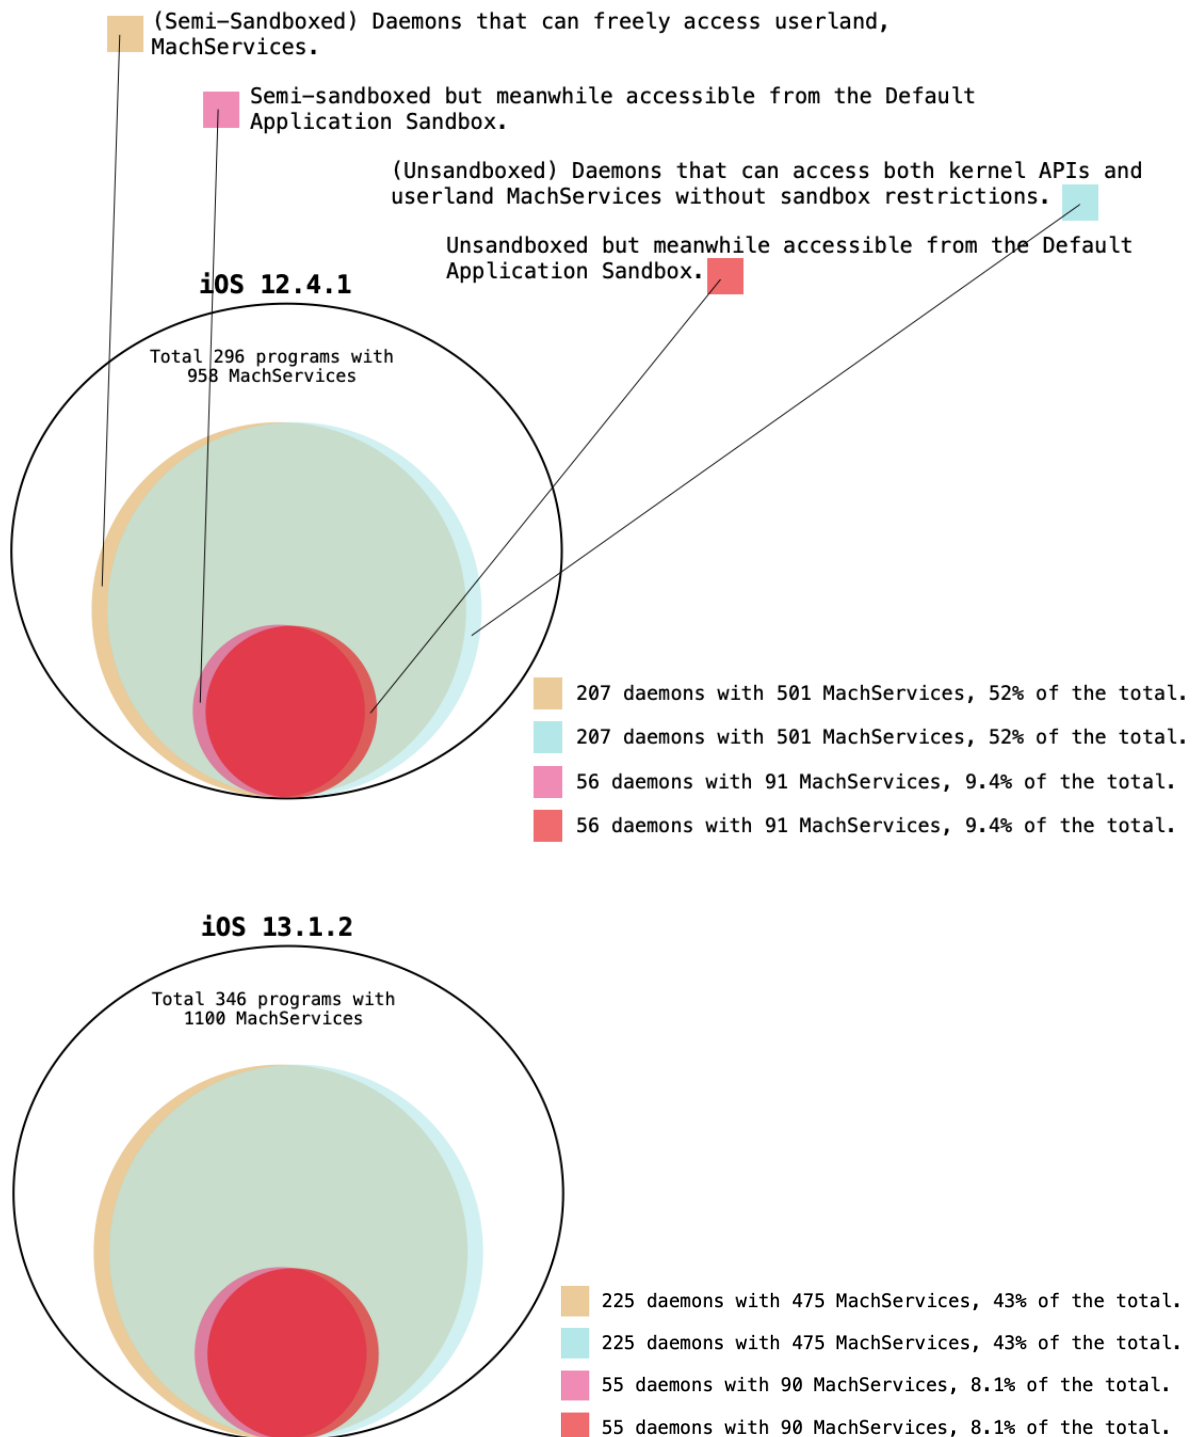 (Semi-Sandboxed) Daemons that can freely access userland,
MachServices.
Semi-sandboxed but meanwhile accessible from the Default
Application Sandbox.
(Unsandboxed) Daemons that can access both kernel APIs and
userland MachServices without sandbox restrictions.
Unsandboxed but meanwhile accessible from the Default
Application Sandbox.
iOS 12.4.1
Total 296 programs with
958 MachServices
207 daemons with 501 MachServices, 52% of the total.
207 daemons with 501 MachServices, 52% of the total.
56 daemons with 91 MachServices, 9.4% of the total.
56 daemons with 91 MachServices, 9.4% of the total.
iOS 13.1.2
Total 346 programs with
1100 MachServices
225 daemons with 475 MachServices, 43% of the total.
225 daemons with 475 MachServices, 43% of the total.
55 daemons with 90 MachServices, 8.1% of the total.
55 daemons with 90 MachServices, 8.1% of the total.